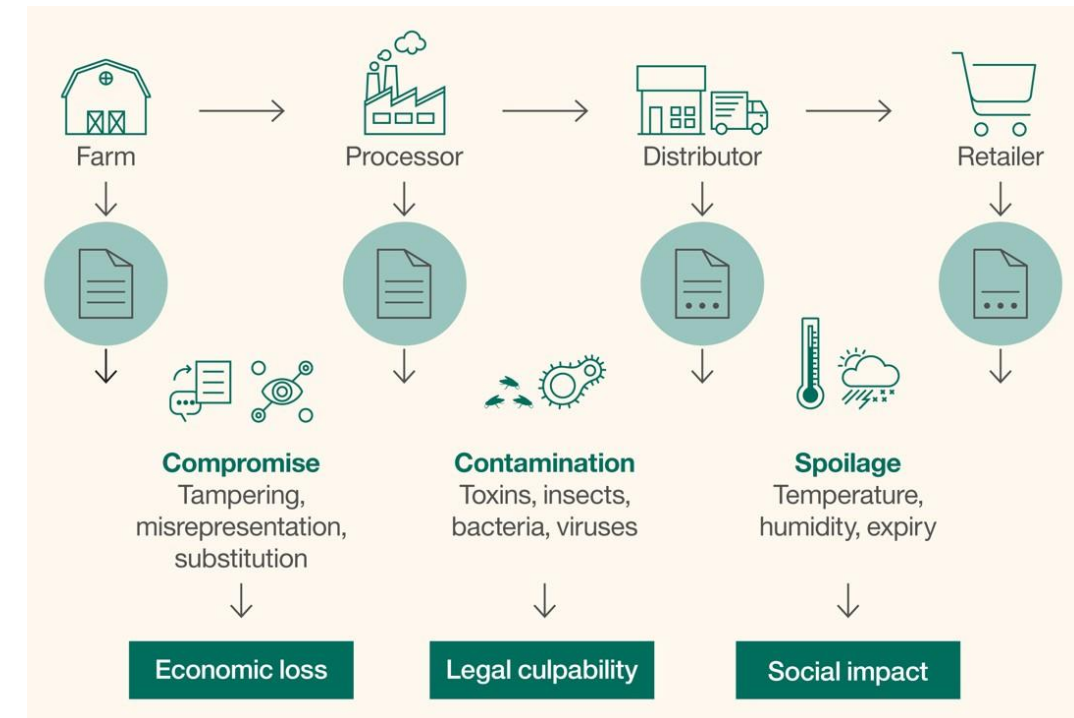 Farm
Processor
Distributor
Retailer
Compromise
Tampering,
misrepresentation,
substitution
Contamination
Toxins, insects,
bacteria, viruses
Spoilage
Temperature,
humidity, expiry
Economic loss
Legal culpability
Social impact